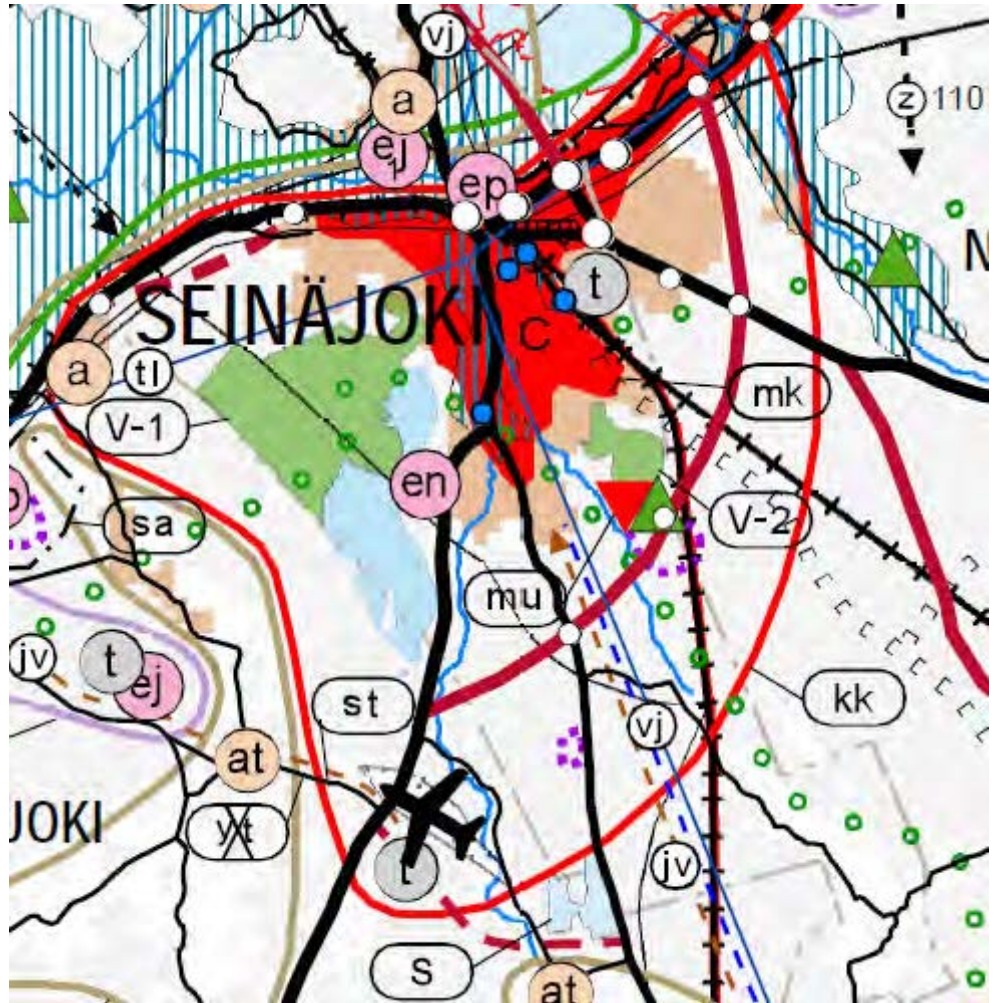 vj
a
z 110
ej
ep
N
t
SEINÄJOKI
C
a
tl
mk
V-1
en
sa
V-2
mu
jv
t
ej
st
vj
kk
at
JOKI
yt
t
jv
S
at